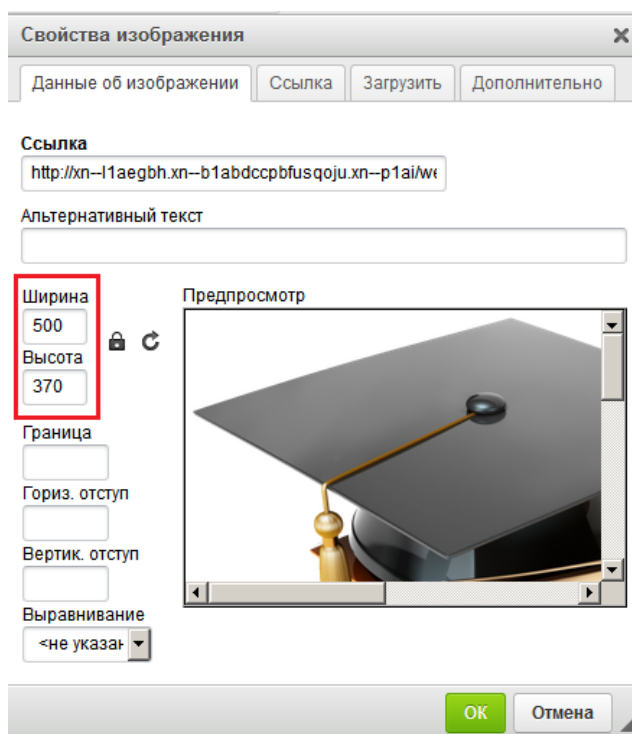 Свойства изображения
Данные об изображении Ссылка Загрузить Дополнительно
Ссылка
http://xn--l1aegbh.xn--b1abdccpbfusqoju.xn--p1ai/we
Альтернативный текст
Ширина
500
Высота
370
Предпросмотр
Граница
Гориз. отступ
Вертик. отступ
Выравнивание
<не указан
ОК Отмена